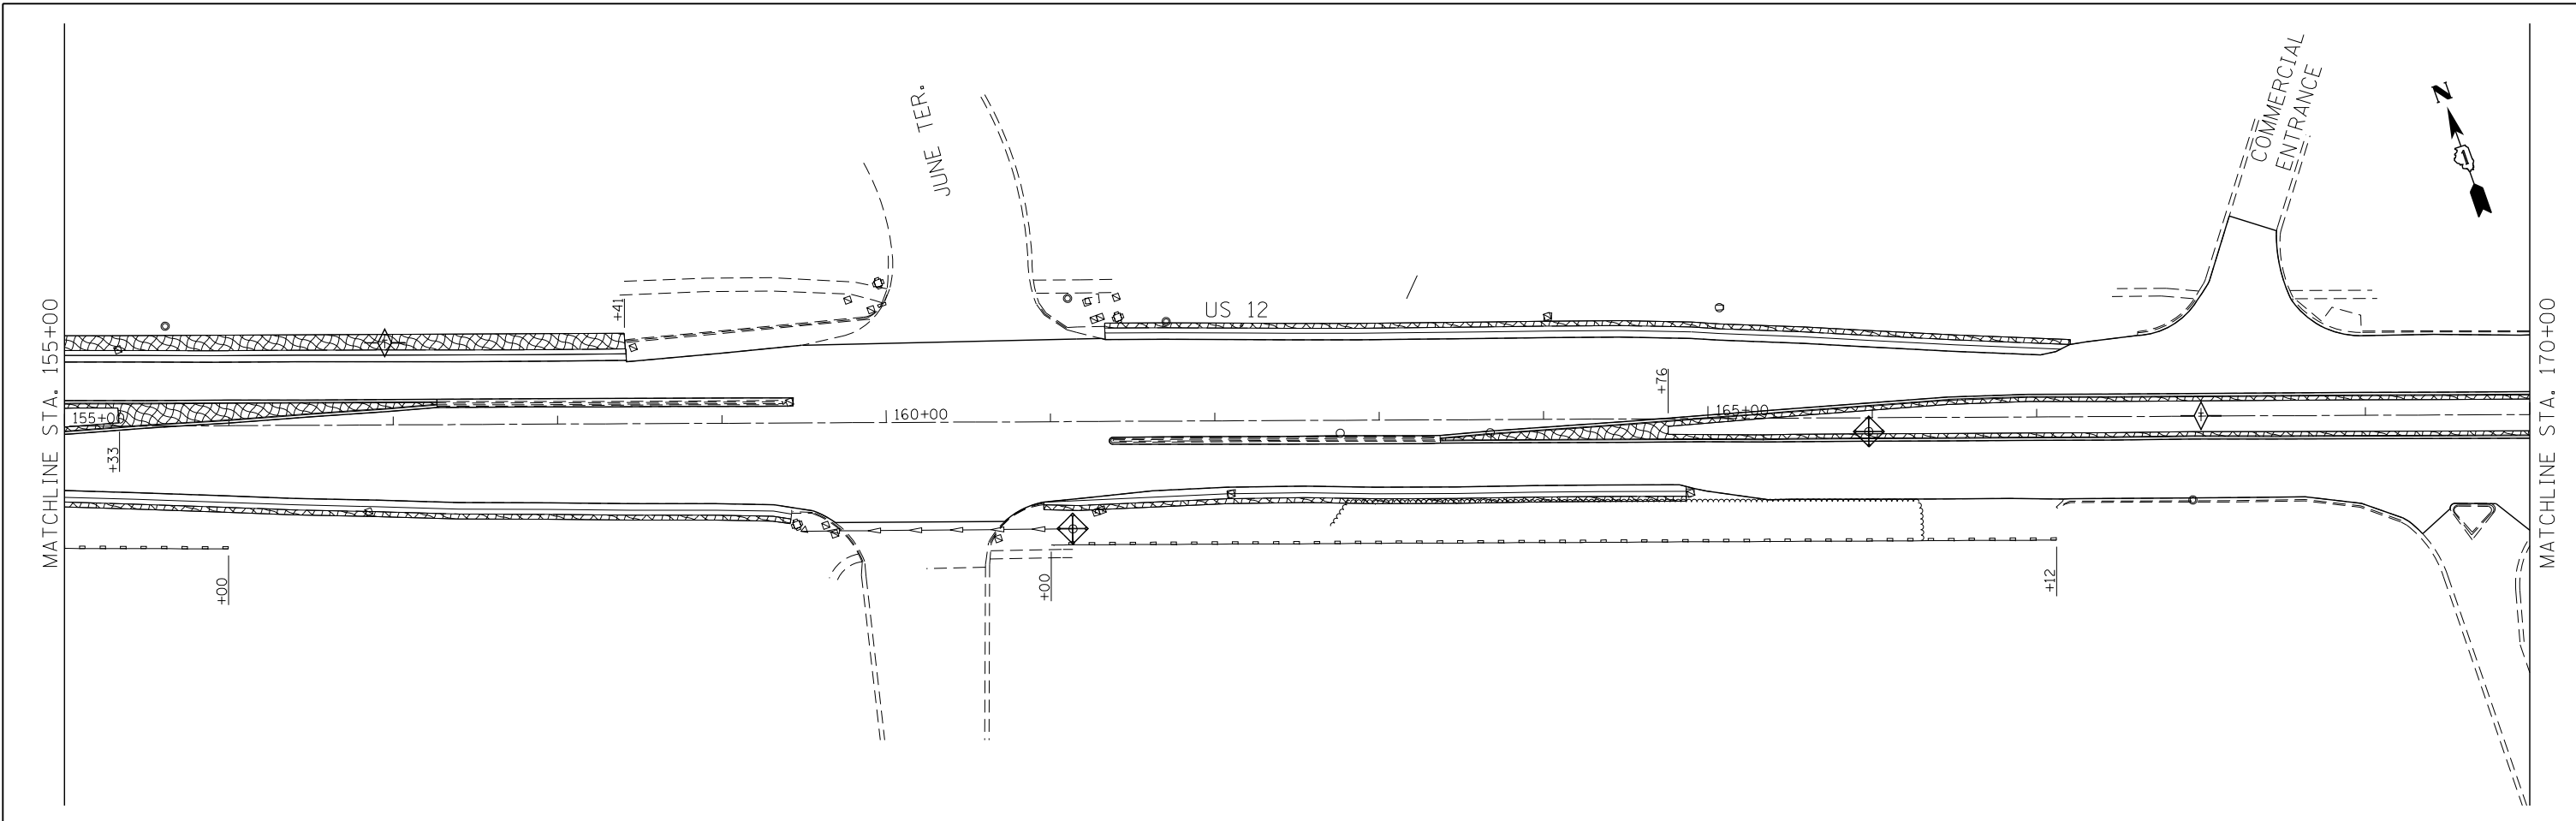 MATCHLINE STA. 155+00
JUNE TER.
COMMERCIAL
ENTRANCE
N
+41
US 12
155+00
+33
160+00
+76
165+00
+00
+00
+12
MATCHLINE STA. 170+00